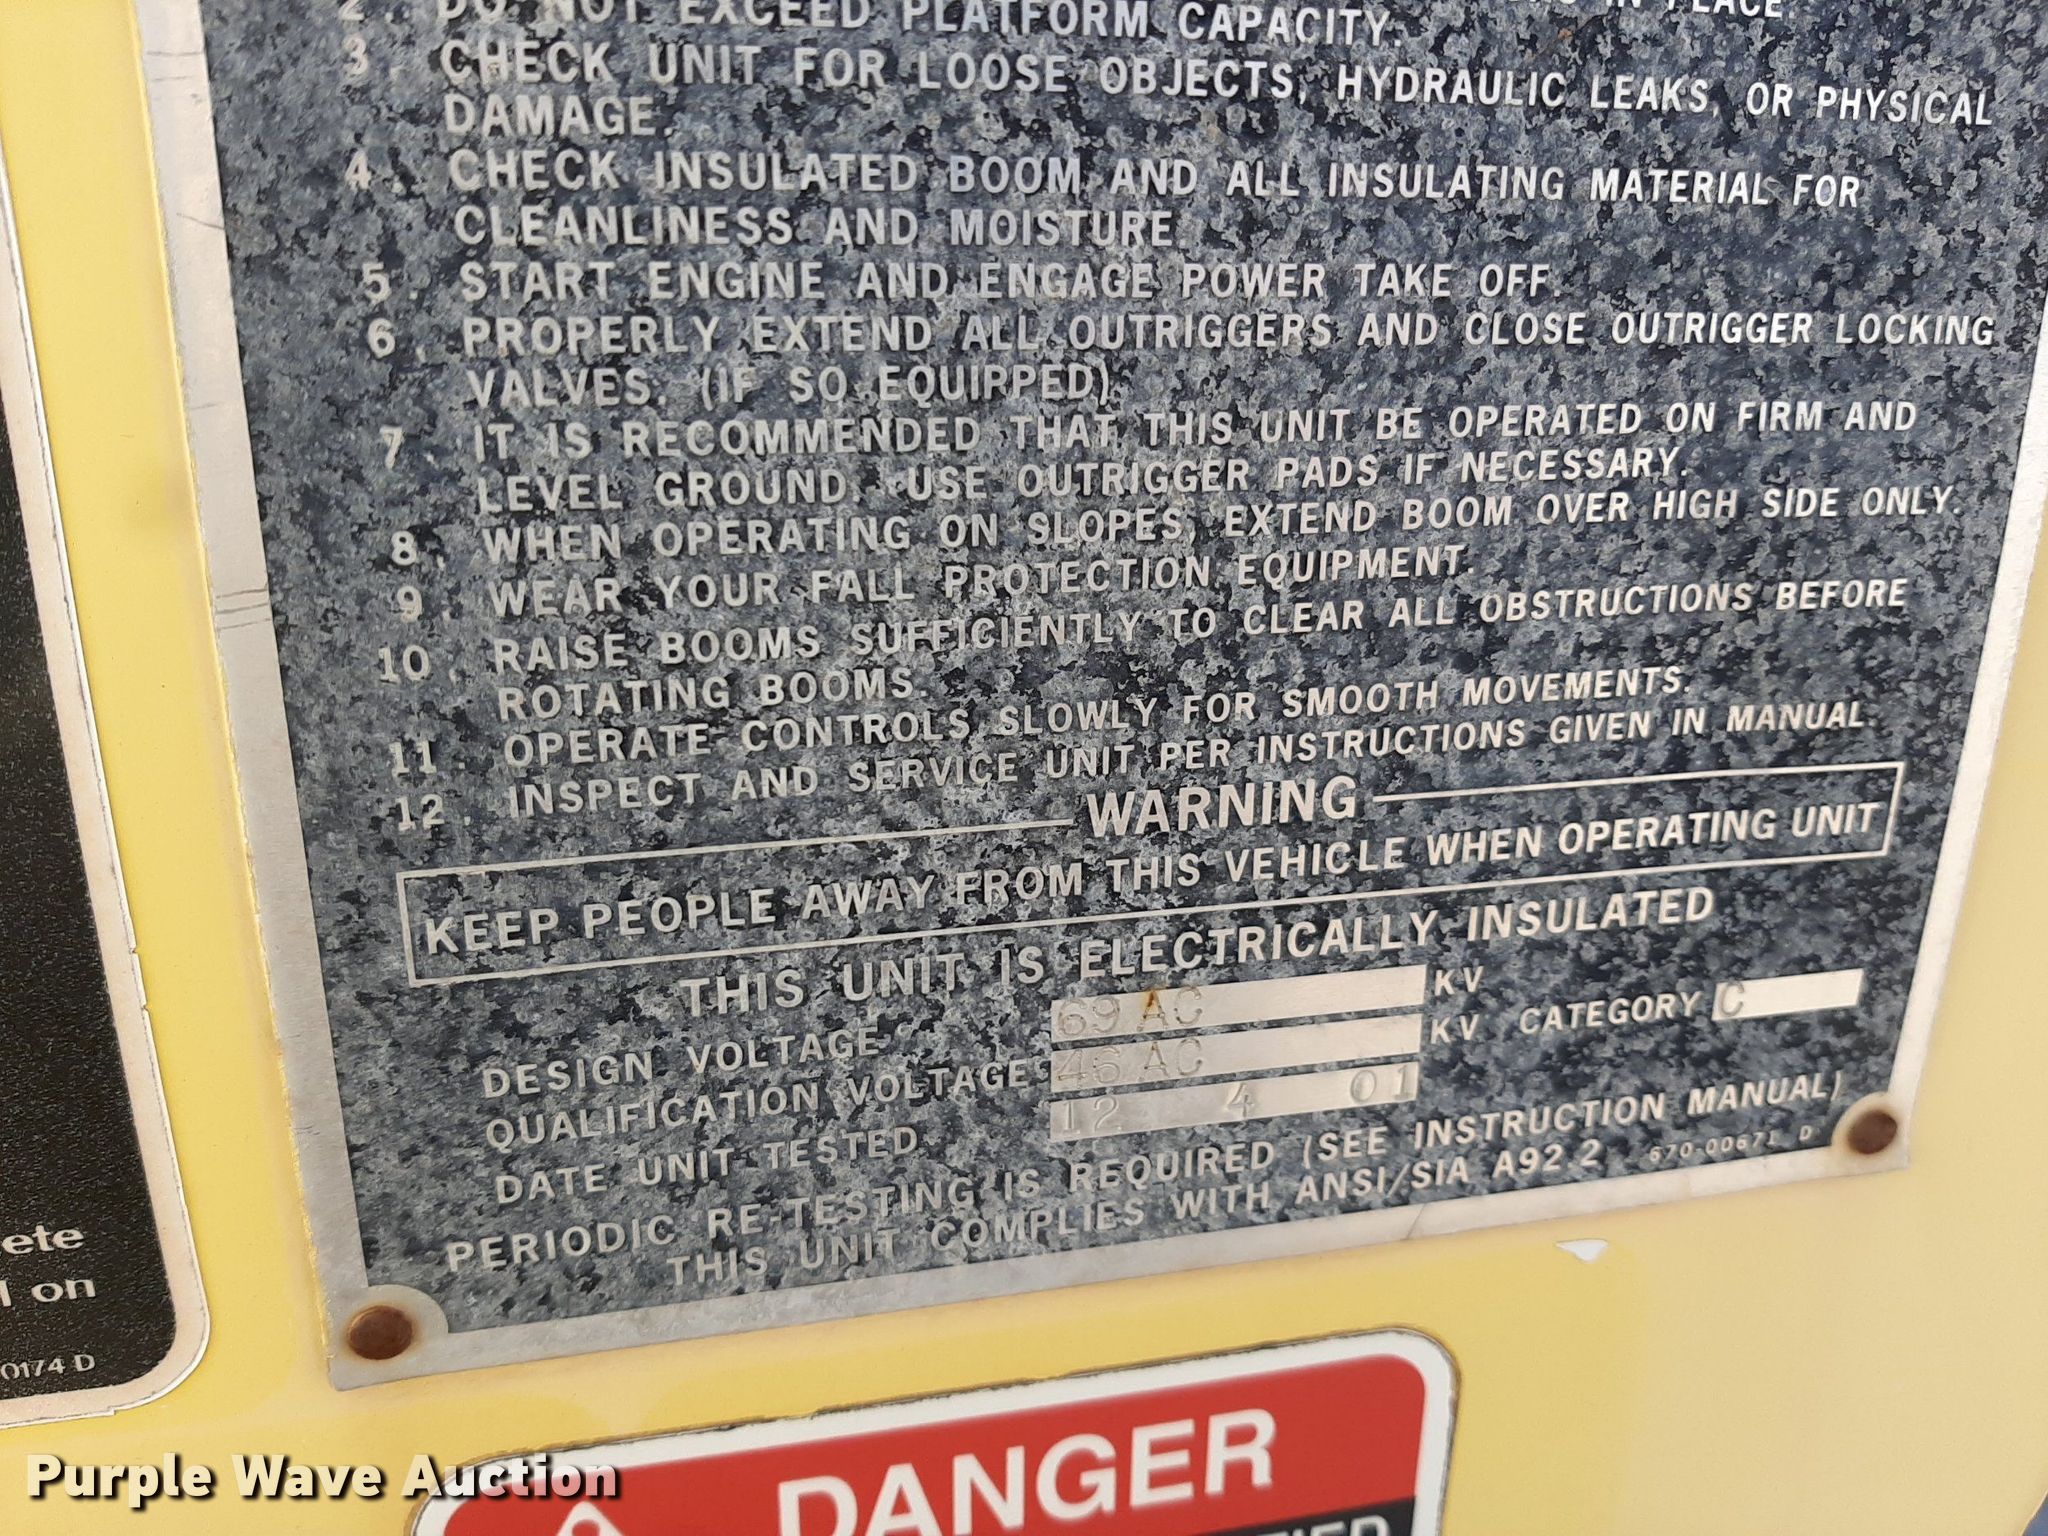 2. DO NOT EXCEED PLATFORM CAPACITY. IN PLACE.
3. CHECK UNIT FOR LOOSE OBJECTS, HYDRAULIC LEAKS, OR PHYSICAL
DAMAGE.
4. CHECK INSULATED BOOM AND ALL INSULATING MATERIAL FOR
CLEANLINESS AND MOISTURE.
5. START ENGINE AND ENGAGE POWER TAKE OFF.
6. PROPERLY EXTEND ALL OUTRIGGERS AND CLOSE OUTRIGGER LOCKING
VALVES. (IF SO EQUIPPED)
7. IT IS RECOMMENDED THAT THIS UNIT BE OPERATED ON FIRM AND
LEVEL GROUND. USE OUTRIGGER PADS IF NECESSARY.
8. WHEN OPERATING ON SLOPES, EXTEND BOOM OVER HIGH SIDE ONLY.
9. WEAR YOUR FALL PROTECTION EQUIPMENT.
10. RAISE BOOMS SUFFICIENTLY TO CLEAR ALL OBSTRUCTIONS BEFORE
ROTATING BOOMS.
11. OPERATE CONTROLS SLOWLY FOR SMOOTH MOVEMENTS.
12. INSPECT AND SERVICE UNIT PER INSTRUCTIONS GIVEN IN MANUAL.
WARNING
KEEP PEOPLE AWAY FROM THIS VEHICLE WHEN OPERATING UNIT
THIS UNIT IS ELECTRICALLY INSULATED
DESIGN VOLTAGE 69 AC KV
QUALIFICATION VOLTAGE 46 AC KV CATEGORY C
DATE UNIT TESTED 12 4 01
PERIODIC RE-TESTING IS REQUIRED (SEE INSTRUCTION MANUAL)
THIS UNIT COMPLIES WITH ANSI/SIA A92.2 670-00671 D
ete
on
0174 D
DANGER
Purple Wave Auction